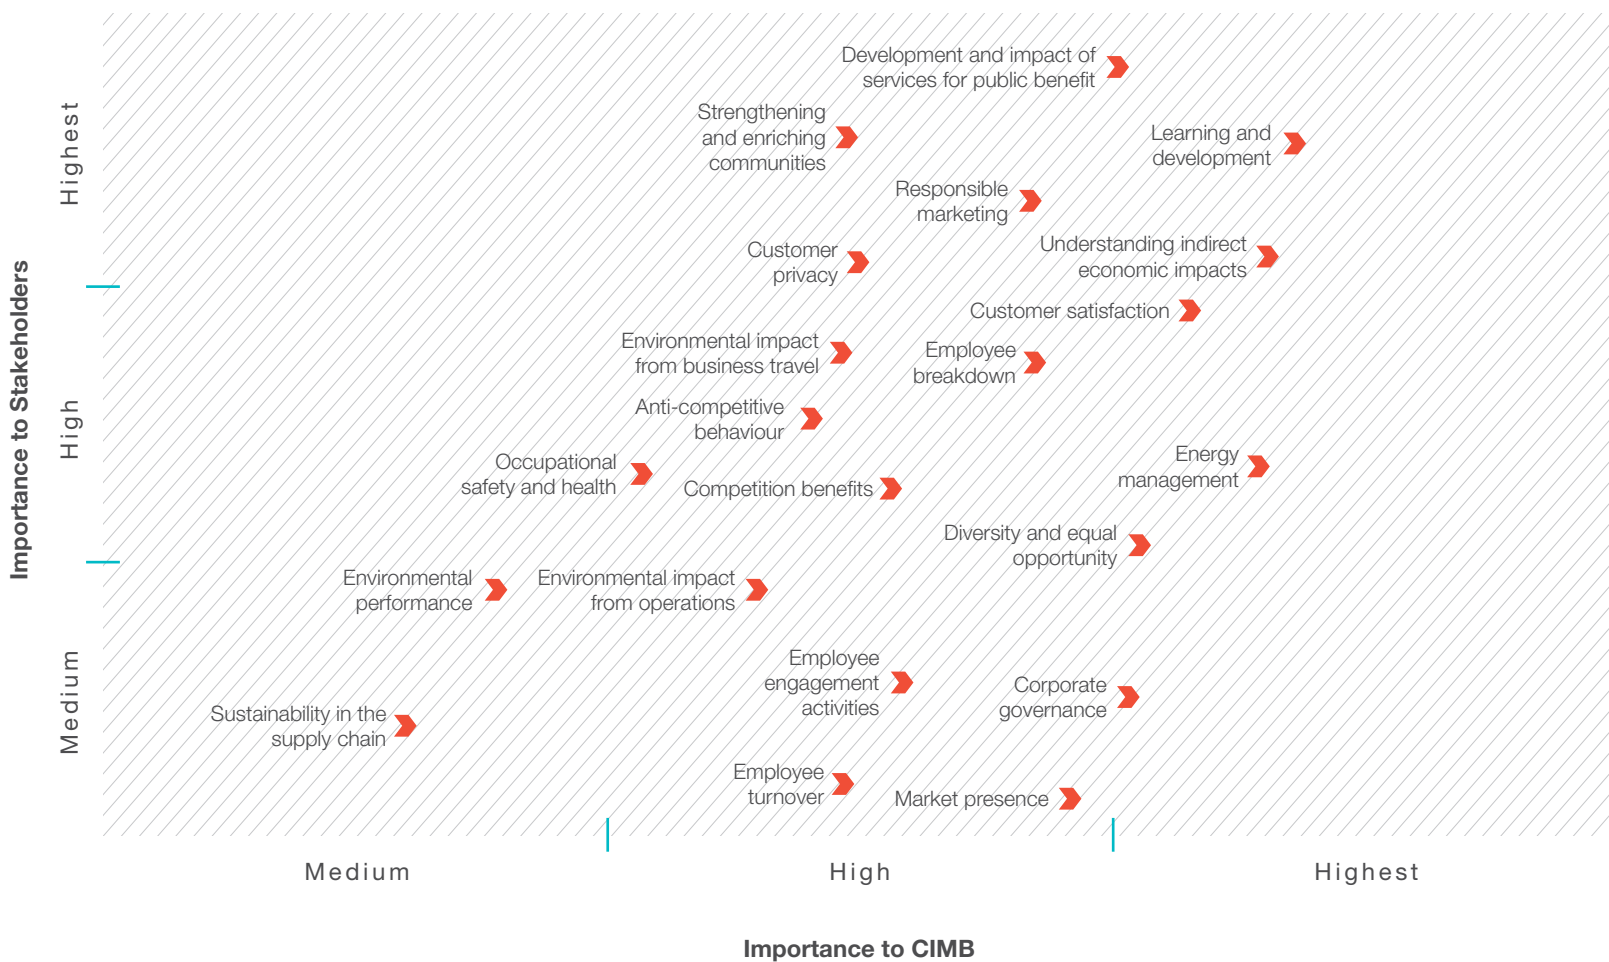 Importance to Stakeholders
Highest
High
Medium
Development and impact of
services for public benefit
Strengthening
and enriching
communities
Learning and
development
Responsible
marketing
Customer
privacy
Understanding indirect
economic impacts
Customer satisfaction
Environmental impact
from business travel
Employee
breakdown
Anti-competitive
behaviour
Occupational
safety and health
Competition benefits
Energy
management
Diversity and equal
opportunity
Environmental
performance
Environmental impact
from operations
Employee
engagement
activities
Corporate
governance
Sustainability in the
supply chain
Employee
turnover
Market presence
Medium
High
Highest
Importance to CIMB